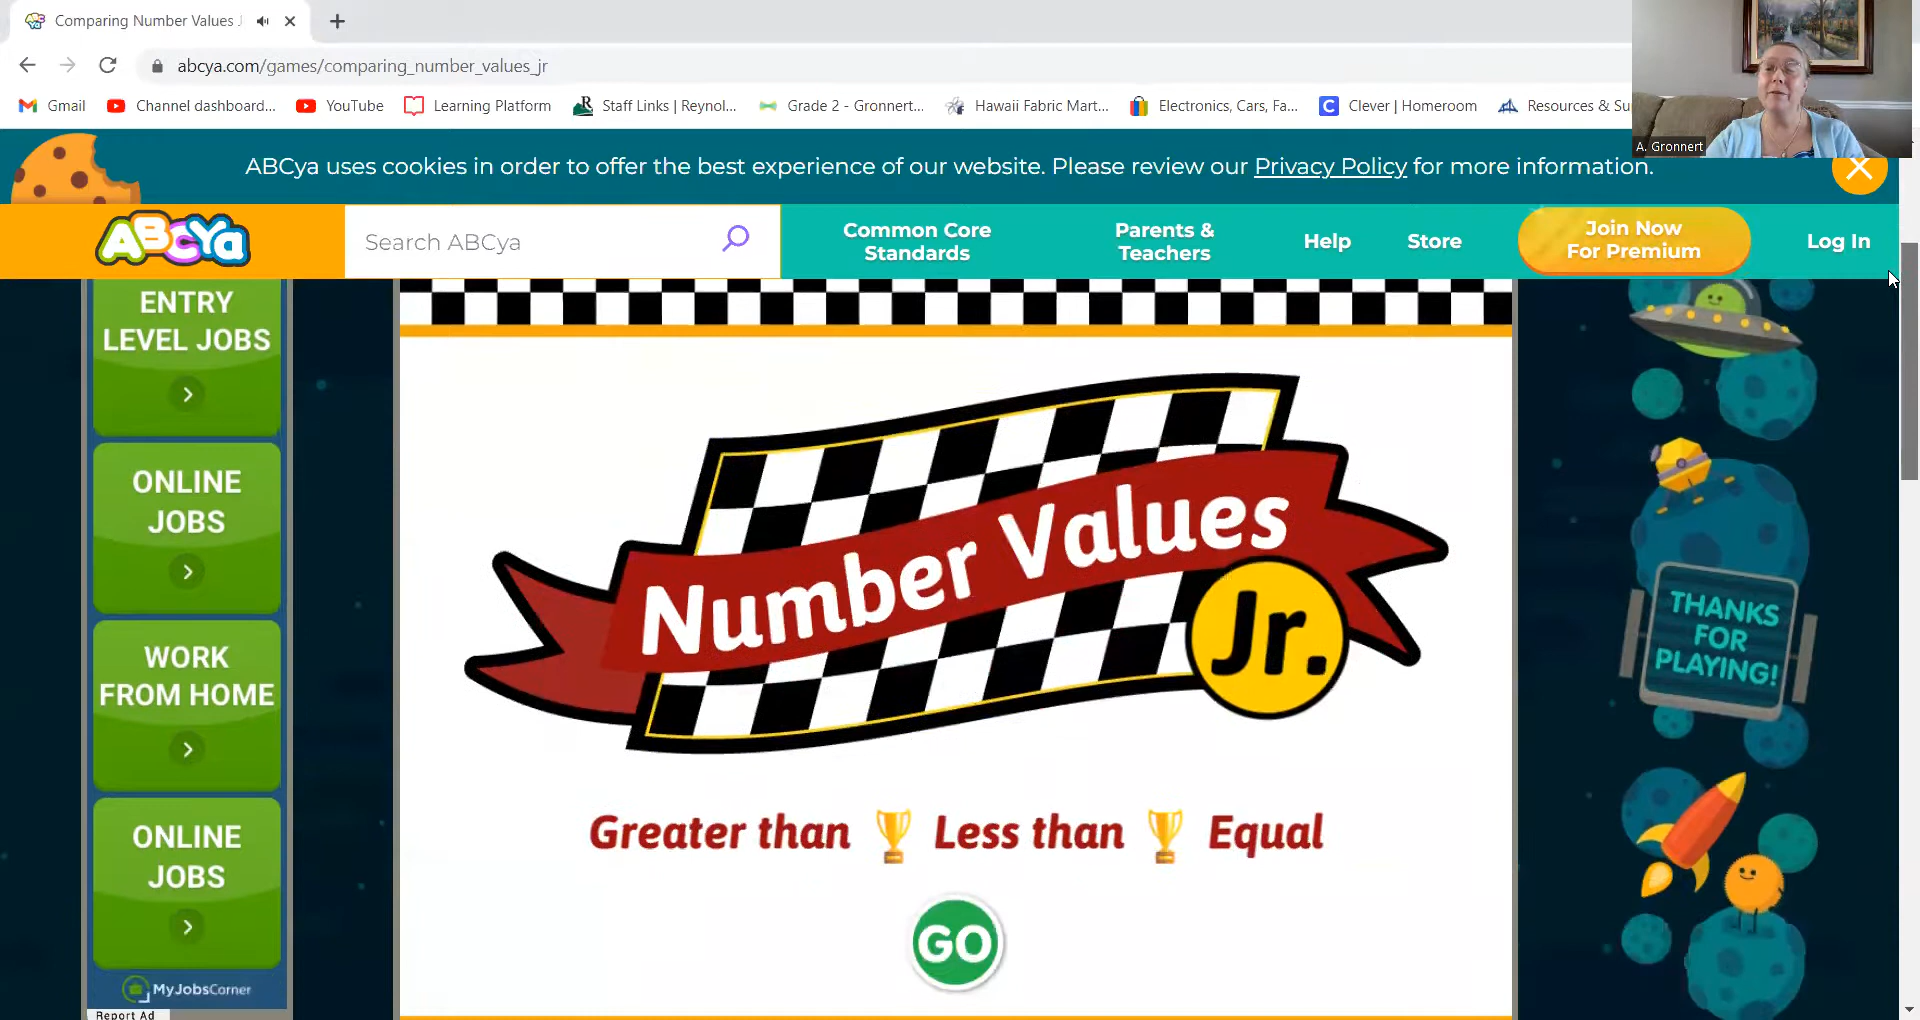 Comparing Number Values J
abcya.com/games/comparing_number_values_jr
Gmail
Channel dashboard...
YouTube
Learning Platform
Staff Links | Reynol...
Grade 2 - Gronnert...
Hawaii Fabric Mart...
Electronics, Cars, Fa...
Clever | Homeroom
Resources & Su
A. Gronnert
ABCya uses cookies in order to offer the best experience of our website. Please review our Privacy Policy for more information.
ABCYa
Search ABCya
Common Core
Standards
Parents &
Teachers
Help
Store
Join Now
For Premium
Log In
ENTRY
LEVEL JOBS
ONLINE
JOBS
WORK
FROM HOME
ONLINE
JOBS
MyJobsCorner
Report Ad
Number Values
Jr.
Greater than
Less than
Equal
GO
THANKS
FOR
PLAYING!